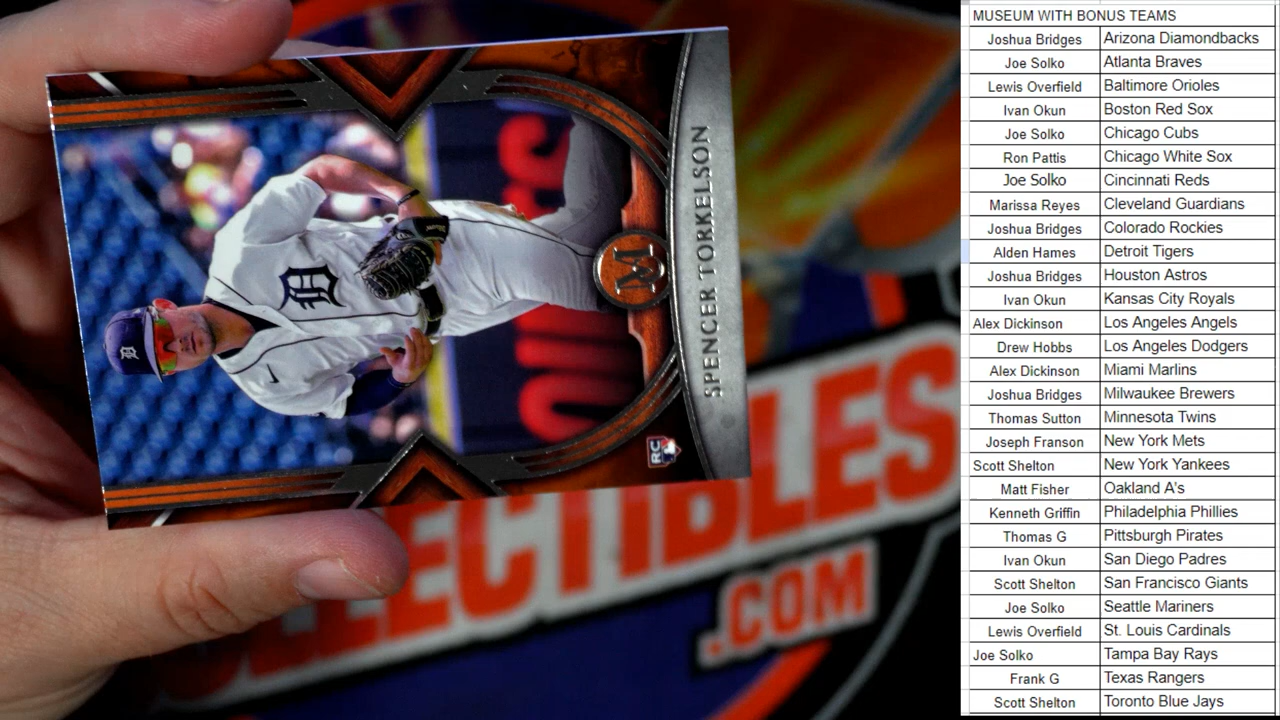 SPENCER TORKELSON
M
RC
D
D
LECTIBLES
.COM
MUSEUM WITH BONUS TEAMS
Joshua Bridges Arizona Diamondbacks
Joe Solko Atlanta Braves
Lewis Overfield Baltimore Orioles
Ivan Okun Boston Red Sox
Joe Solko Chicago Cubs
Ron Pattis Chicago White Sox
Joe Solko Cincinnati Reds
Marissa Reyes Cleveland Guardians
Joshua Bridges Colorado Rockies
Alden Hames Detroit Tigers
Joshua Bridges Houston Astros
Ivan Okun Kansas City Royals
Alex Dickinson Los Angeles Angels
Drew Hobbs Los Angeles Dodgers
Alex Dickinson Miami Marlins
Joshua Bridges Milwaukee Brewers
Thomas Sutton Minnesota Twins
Joseph Franson New York Mets
Scott Shelton New York Yankees
Matt Fisher Oakland A's
Kenneth Griffin Philadelphia Phillies
Thomas G Pittsburgh Pirates
Ivan Okun San Diego Padres
Scott Shelton San Francisco Giants
Joe Solko Seattle Mariners
Lewis Overfield St. Louis Cardinals
Joe Solko Tampa Bay Rays
Frank G Texas Rangers
Scott Shelton Toronto Blue Jays